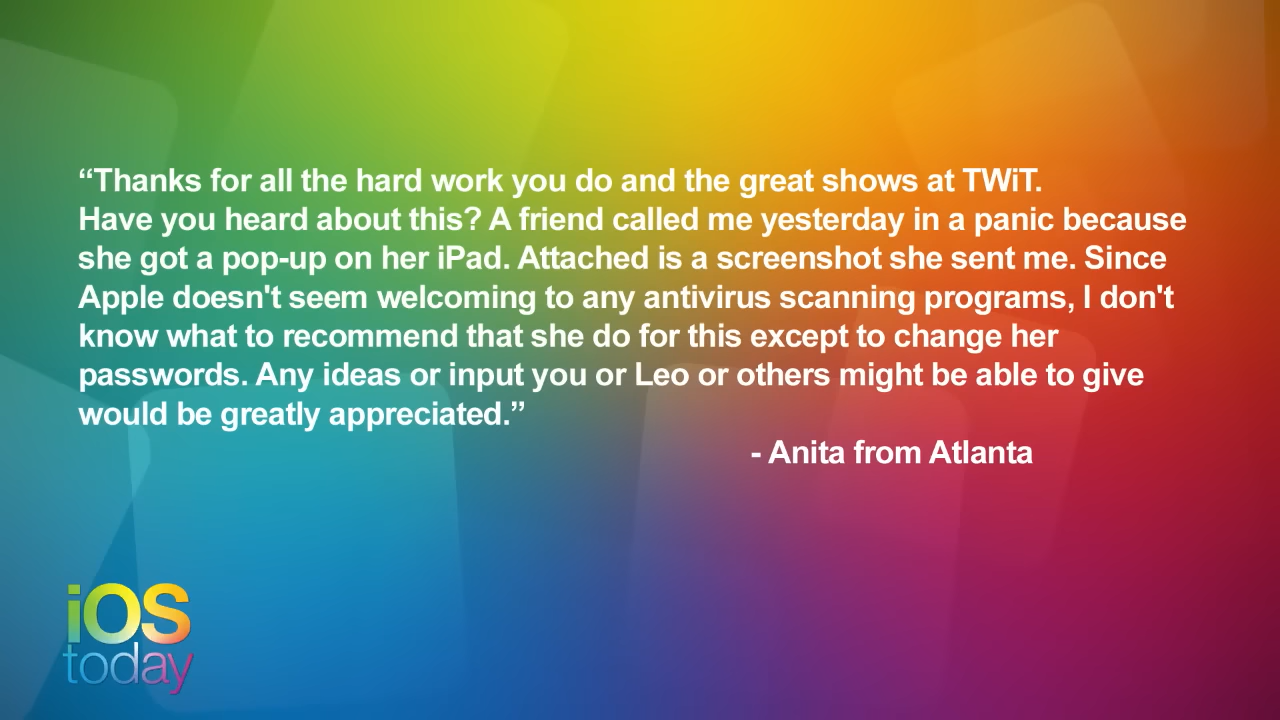 “Thanks for all the hard work you do and the great shows at TWiT.
Have you heard about this? A friend called me yesterday in a panic because
she got a pop-up on her iPad. Attached is a screenshot she sent me. Since
Apple doesn't seem welcoming to any antivirus scanning programs, I don't
know what to recommend that she do for this except to change her
passwords. Any ideas or input you or Leo or others might be able to give
would be greatly appreciated.”
- Anita from Atlanta
iOS
today